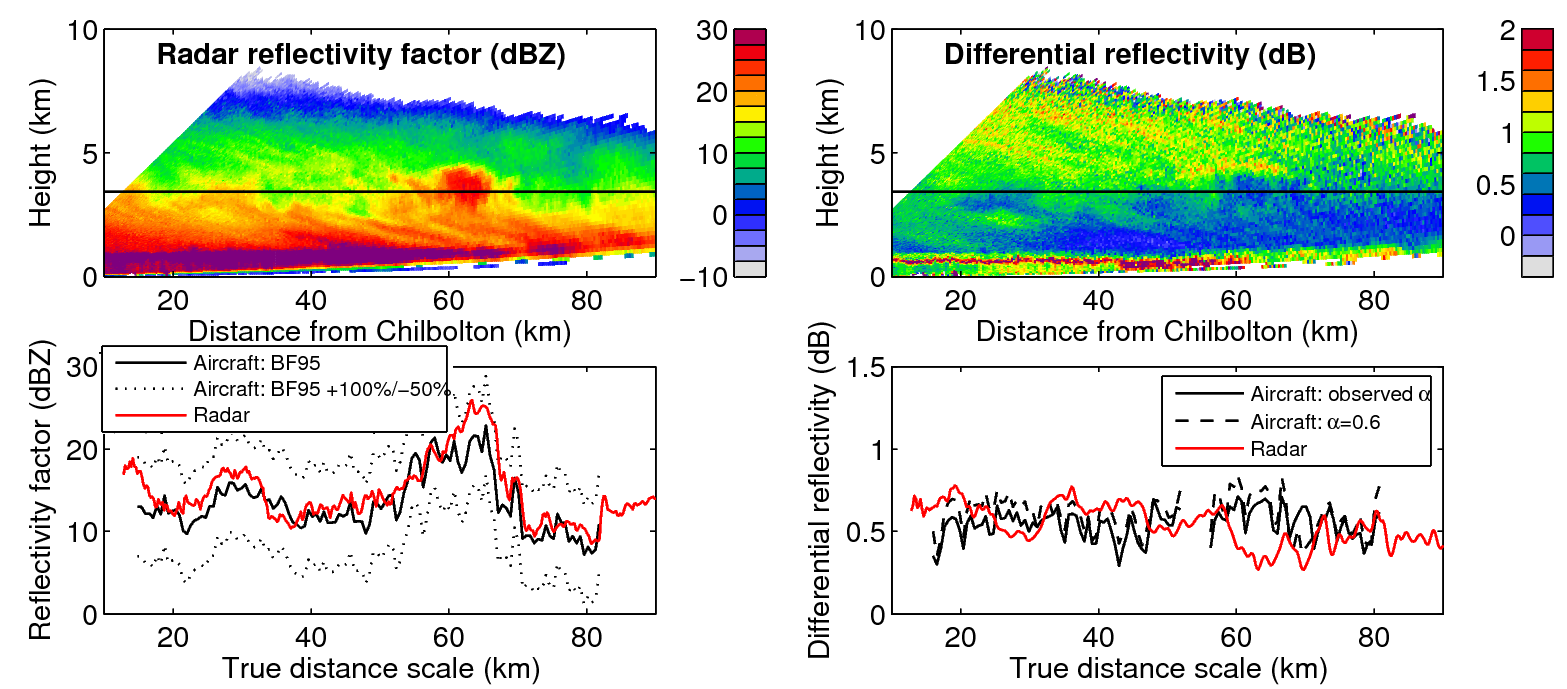 Radar reflectivity factor (dBZ)
Height (km)
10
5
0
20 40 60 80
Distance from Chilbolton (km)
30
20
10
0
−10
Differential reflectivity (dB)
Height (km)
10
5
0
20 40 60 80
Distance from Chilbolton (km)
2
1.5
1
0.5
0
Reflectivity factor (dBZ)
30
20
10
0
Aircraft: BF95
Aircraft: BF95 +100%/−50%
Radar
20 40 60 80
True distance scale (km)
Differential reflectivity (dB)
1.5
1
0.5
0
Aircraft: observed α
Aircraft: α=0.6
Radar
20 40 60 80
True distance scale (km)